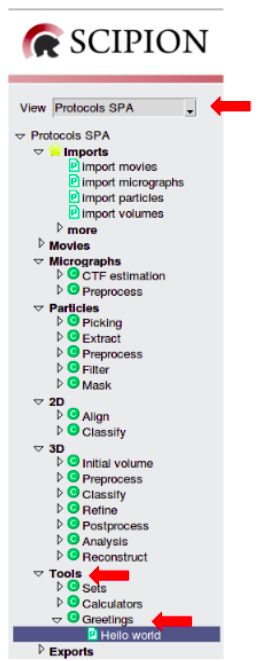 SCIPION
View Protocols SPA
Protocols SPA
Imports
import movies
import micrographs
import particles
import volumes
more
Movies
Micrographs
CTF estimation
Preprocess
Particles
Picking
Extract
Preprocess
Filter
Mask
2D
Align
Classify
3D
Initial volume
Preprocess
Classify
Refine
Postprocess
Analysis
Reconstruct
Tools
Sets
Calculators
Greetings
Hello world
Exports